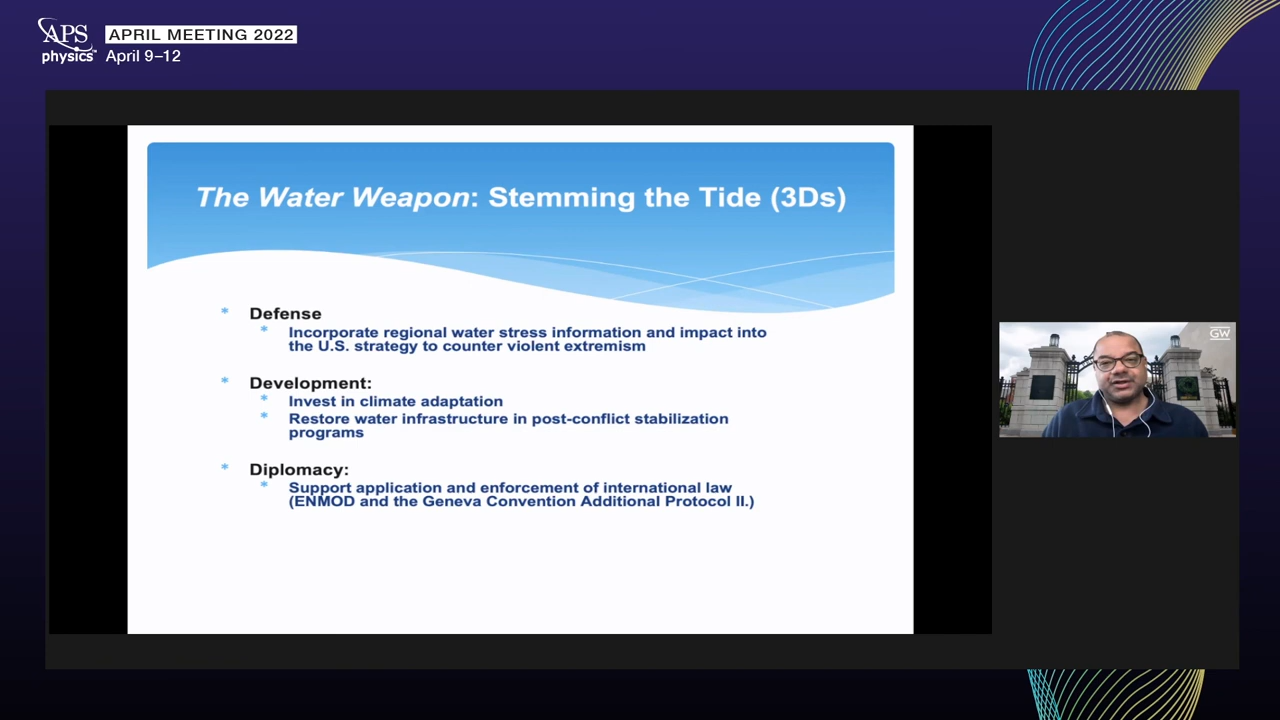 APS
physics
APRIL MEETING 2022
April 9–12
The Water Weapon: Stemming the Tide (3Ds)
* Defense
* Incorporate regional water stress information and impact into
the U.S. strategy to counter violent extremism
* Development:
* Invest in climate adaptation
* Restore water infrastructure in post-conflict stabilization
programs
* Diplomacy:
* Support application and enforcement of international law
(ENMOD and the Geneva Convention Additional Protocol II.)
GW